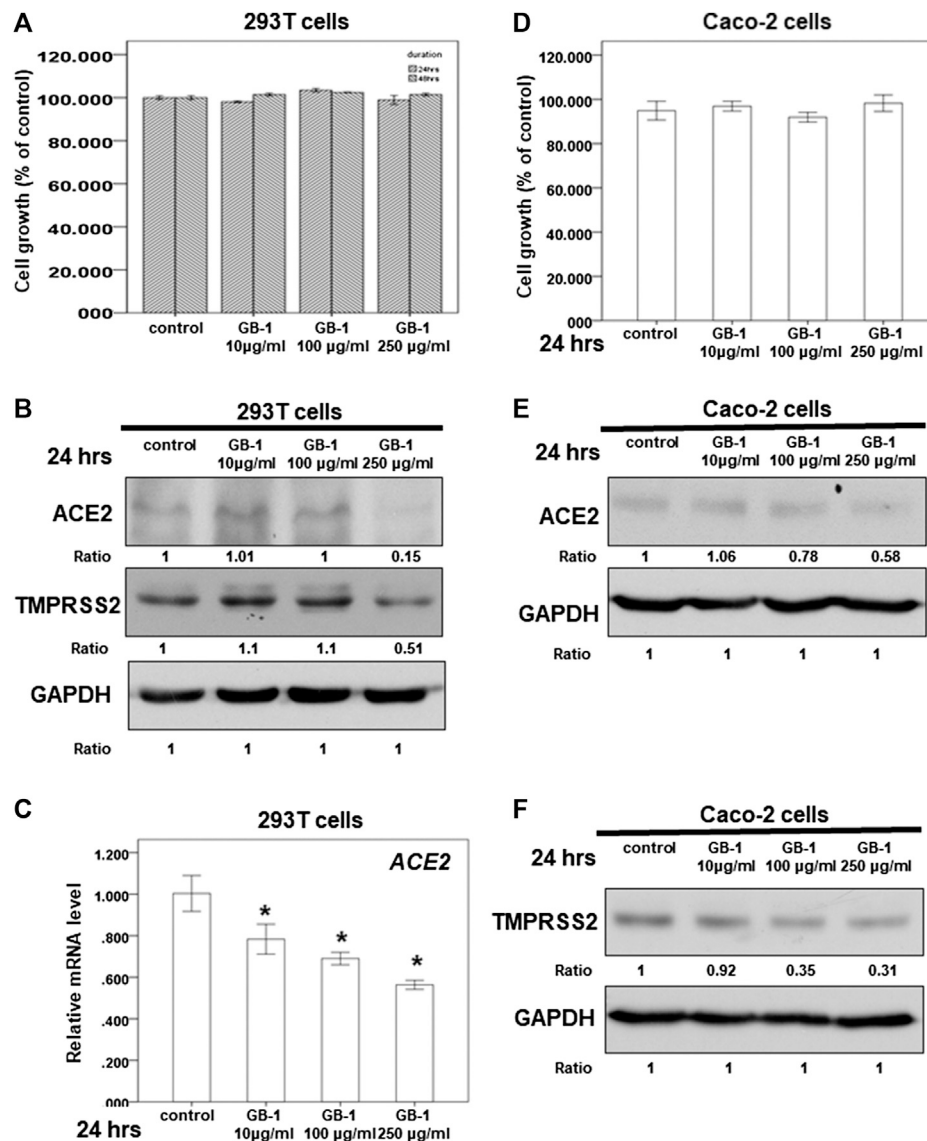 A
293T cells
120.000
100.000
80.000
60.000
40.000
20.000
000
Cell growth (% of control)
duration
24hrs
48hrs
control
GB-1
10µg/ml
GB-1
100 µg/ml
GB-1
250 µg/ml
B
293T cells
24 hrs
control
GB-1
10µg/ml
GB-1
100 µg/ml
GB-1
250 µg/ml
ACE2
Ratio 1 1.01 1 0.15
TMPRSS2
Ratio 1 1.1 1.1 0.51
GAPDH
Ratio 1 1 1 1
C
293T cells
ACE2
1.200
1.000
.800
.600
.400
.200
.000
Relative mRNA level
* * *
24 hrs
control
GB-1
10µg/ml
GB-1
100 µg/ml
GB-1
250 µg/ml
D
Caco-2 cells
120.000
100.000
80.000
60.000
40.000
20.000
000
Cell growth (% of control)
24 hrs
control
GB-1
10µg/ml
GB-1
100 µg/ml
GB-1
250 µg/ml
E
Caco-2 cells
24 hrs
control
GB-1
10µg/ml
GB-1
100 µg/ml
GB-1
250 µg/ml
ACE2
Ratio 1 1.06 0.78 0.58
GAPDH
Ratio 1 1 1 1
F
Caco-2 cells
24 hrs
control
GB-1
10µg/ml
GB-1
100 µg/ml
GB-1
250 µg/ml
TMPRSS2
Ratio 1 0.92 0.35 0.31
GAPDH
Ratio 1 1 1 1